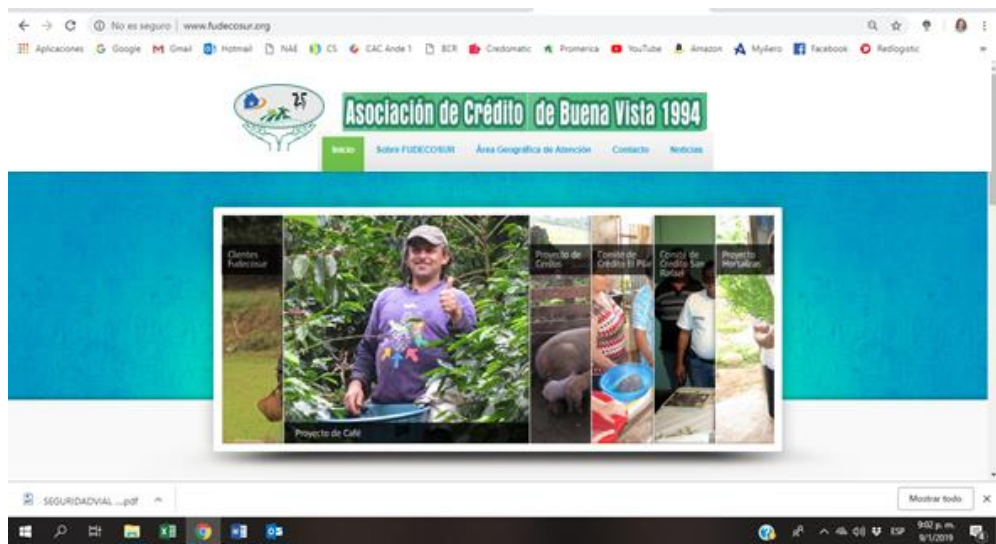 No es seguro | www.fudecosur.org
Aplicaciones Google Gmail Hotmail NAE CS CAC Ande 1 BCR Credomatic Promerica YouTube Amazon MyAero Facebook Redlogistic
25
Asociación de Crédito de Buena Vista 1994
Inicio Sobre FUDECOSUR Área Geográfica de Atención Contacto Noticias
Clientes
Fudecosur
Proyecto de Café
Proyecto de
Cerdos
Comité de
Crédito El Pilar
Comité de
Crédito San
Rafael
Proyecto
Hortalizas
SEGURIDADVIAL ....pdf
Mostrar todo
ESP
9:02 p. m.
9/1/2019